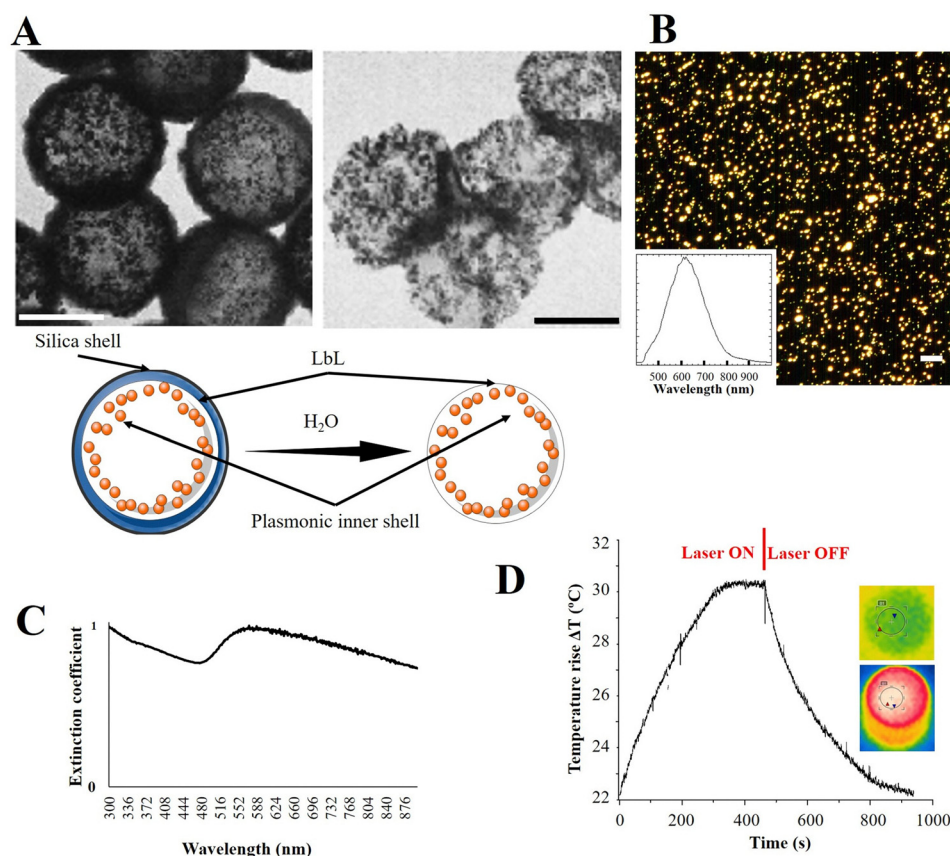 A
B
400 500 600 700 800 900
Wavelength (nm)
Silica shell
LbL
H₂O
Plasmonic inner shell
C
Extinction coefficient
1
0
300 336 372 408 444 480 516 552 588 624 660 696 732 768 804 840 876
Wavelength (nm)
D
Laser ON
Laser OFF
Temperature rise ΔT (ºC)
32
30
28
26
24
22
0 200 400 600 800 1000
Time (s)